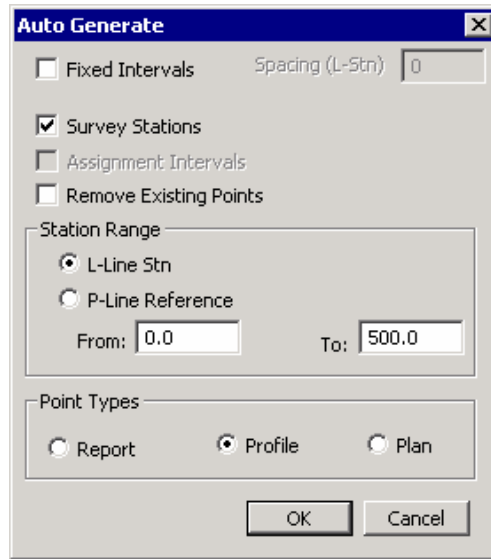 Auto Generate
Fixed Intervals Spacing (L-Stn) 0
Survey Stations
Assignment Intervals
Remove Existing Points
Station Range
L-Line Stn
P-Line Reference
From: 0.0 To: 500.0
Point Types
Report Profile Plan
OK Cancel